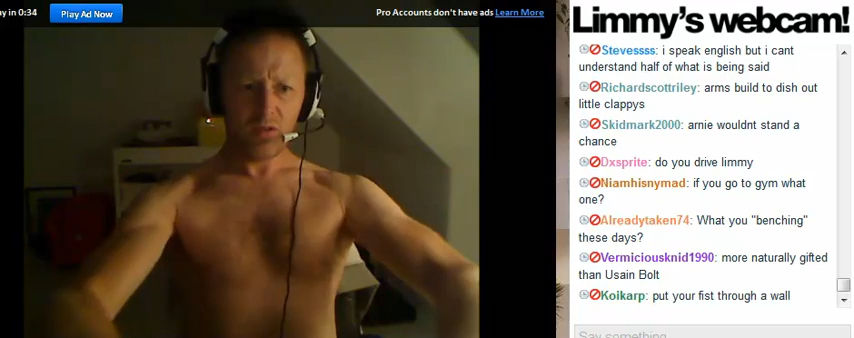 y in 0:34
Play Ad Now
Pro Accounts don't have ads Learn More
Limmy's webcam!
Stevessss: i speak english but i cant
understand half of what is being said
Richardscottriley: arms build to dish out
little clappys
Skidmark2000: arnie wouldnt stand a
chance
Dxsprite: do you drive limmy
Niamhisnymad: if you go to gym what
one?
Alreadytaken74: What you "benching"
these days?
Vermiciousknid1990: more naturally gifted
than Usain Bolt
Koikarp: put your fist through a wall
Say something